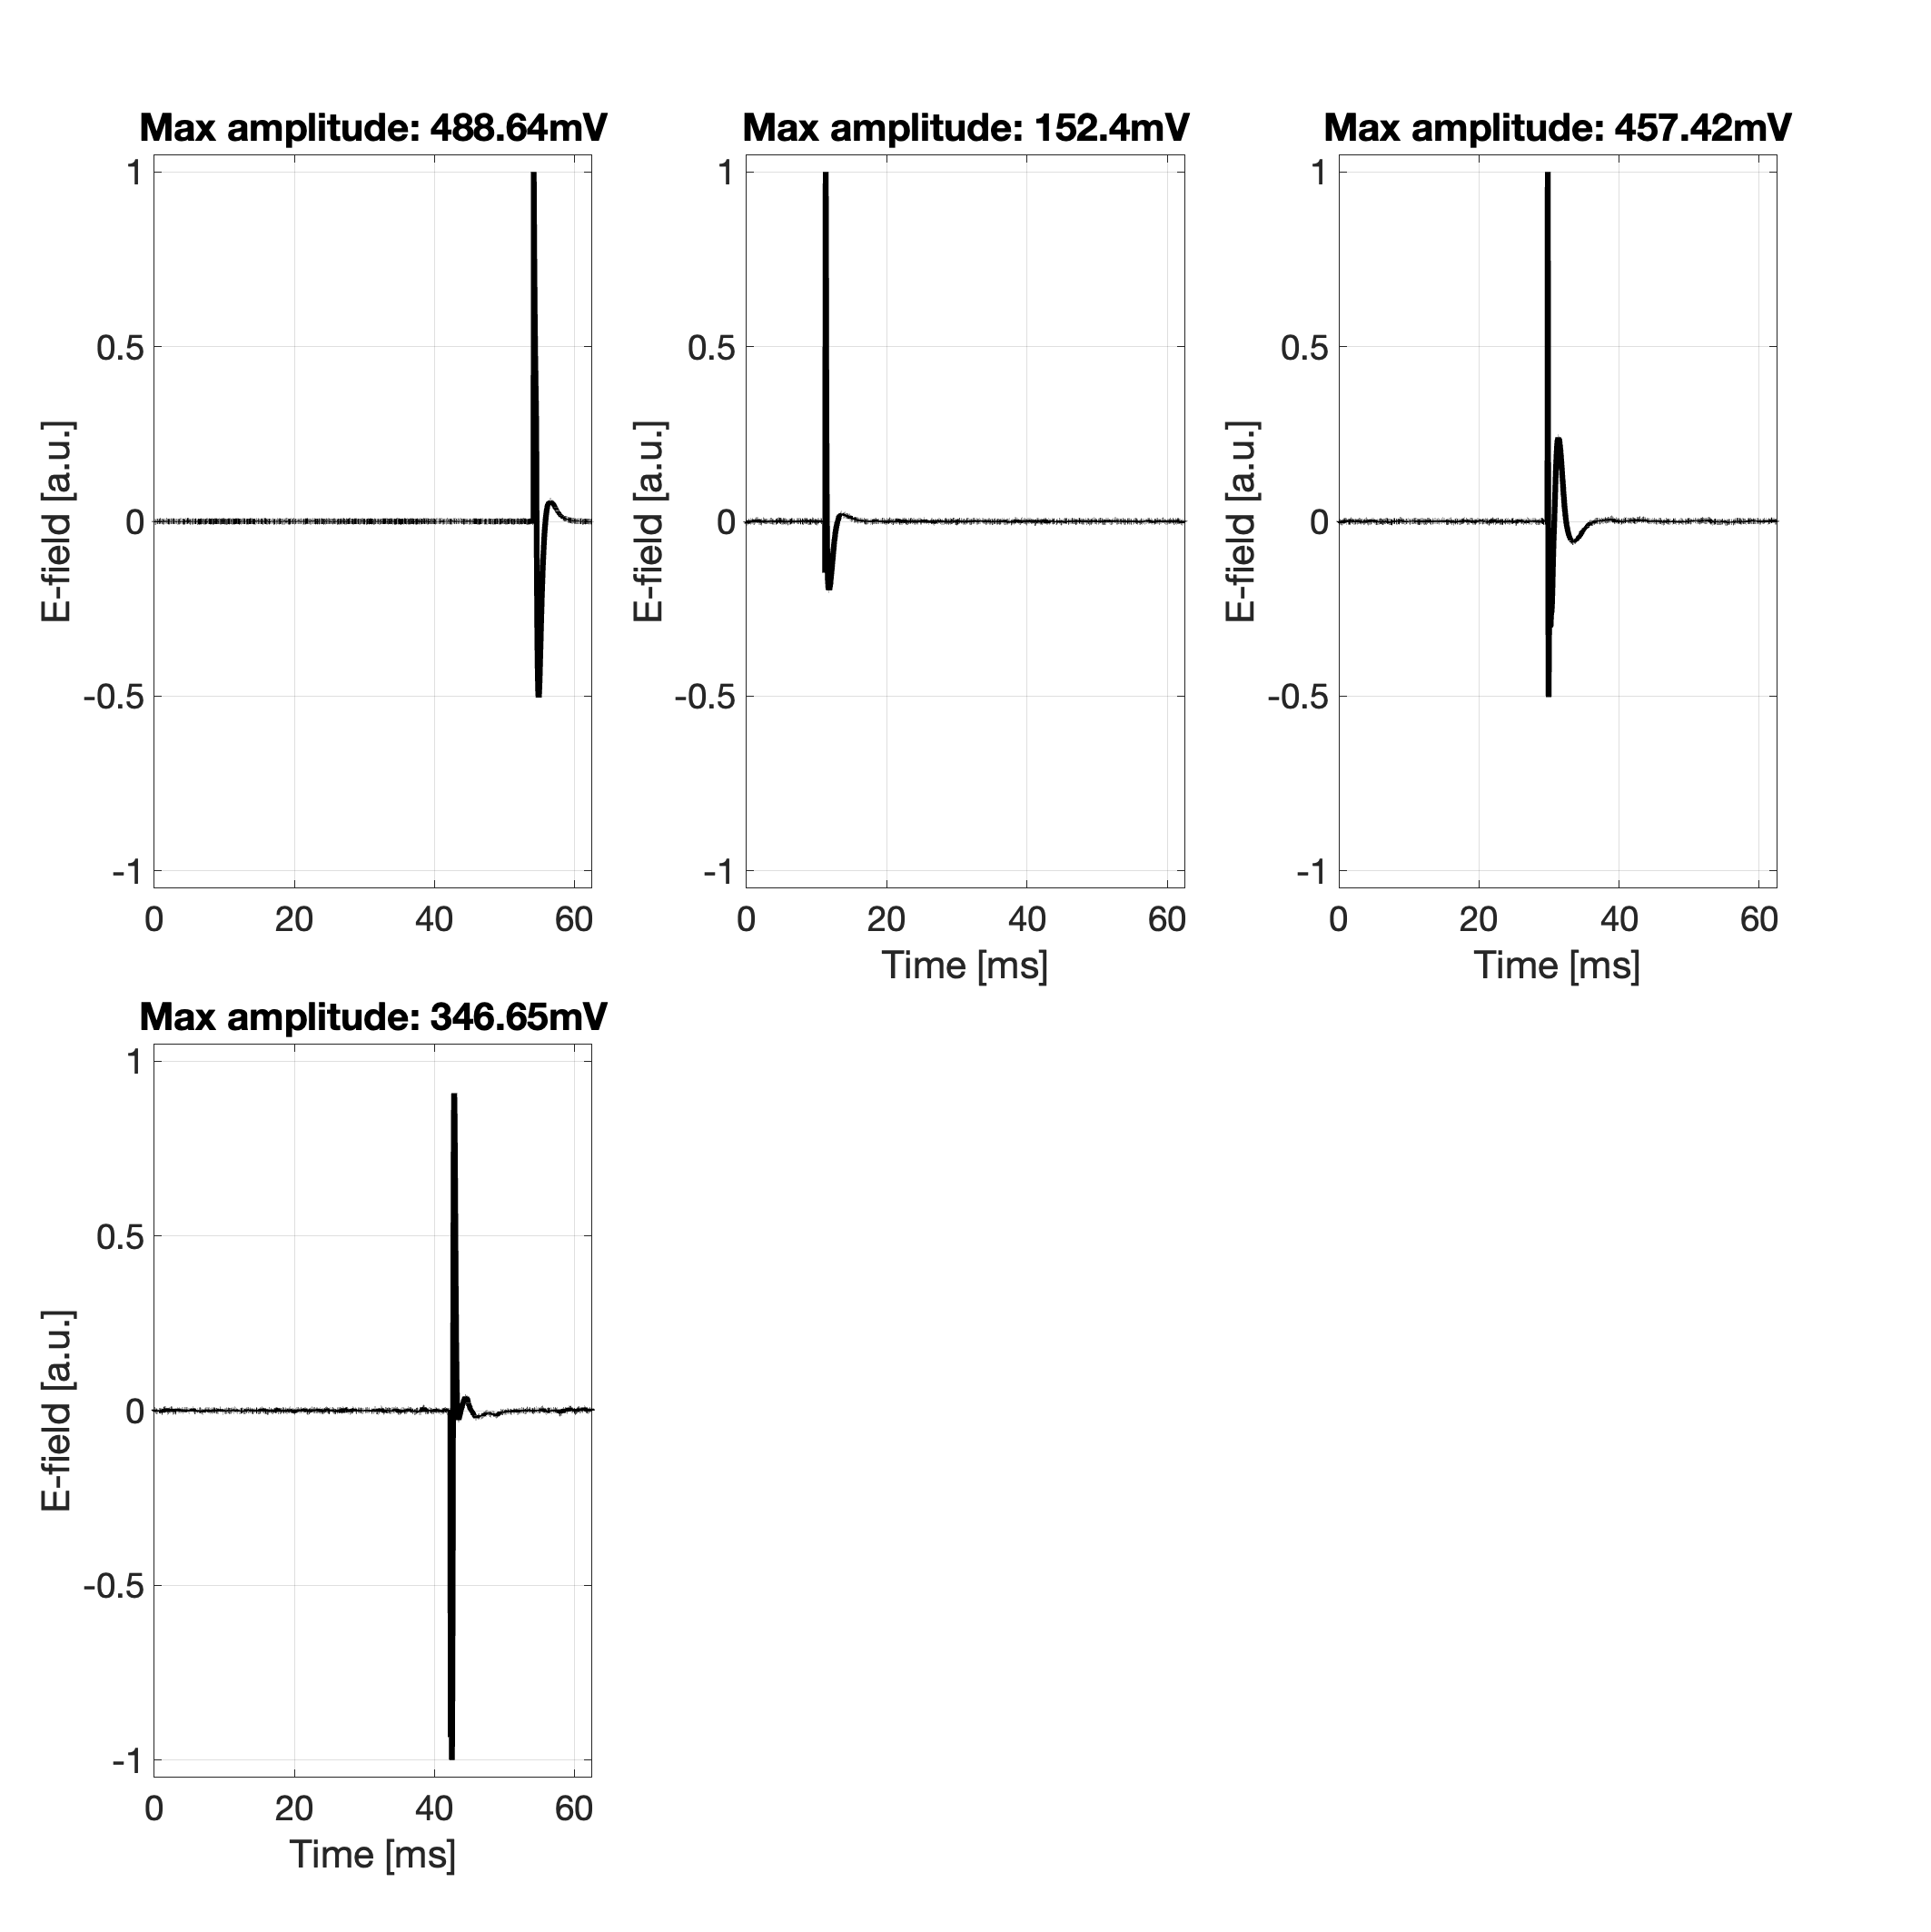 Max amplitude: 488.64mV
1
0.5
0
-0.5
-1
E-field [a.u.]
0 20 40 60
Max amplitude: 152.4mV
1
0.5
0
-0.5
-1
E-field [a.u.]
0 20 40 60
Time [ms]
Max amplitude: 457.42mV
1
0.5
0
-0.5
-1
E-field [a.u.]
0 20 40 60
Time [ms]
Max amplitude: 346.65mV
1
0.5
0
-0.5
-1
E-field [a.u.]
0 20 40 60
Time [ms]